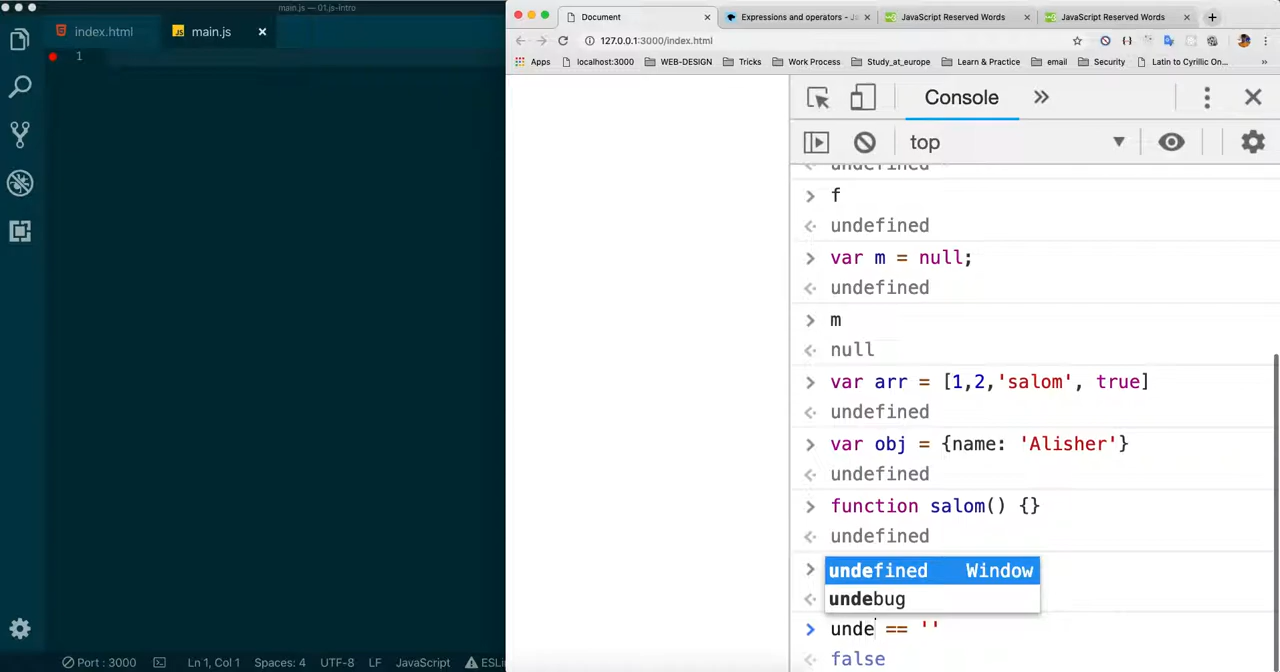 main.js — 01.js-intro
index.html
main.js
1
Port : 3000
Ln 1, Col 1
Spaces: 4
UTF-8
LF
JavaScript
Document
Expressions and operators - Ja
JavaScript Reserved Words
JavaScript Reserved Words
127.0.0.1:3000/index.html
Apps
localhost:3000
WEB-DESIGN
Tricks
Work Process
Study_at_europe
Learn & Practice
email
Security
Latin to Cyrillic On...
Console
top
undefined
f
undefined
var m = null;
undefined
m
null
var arr = [1,2,'salom', true]
undefined
var obj = {name: 'Alisher'}
undefined
function salom() {}
undefined
undefined Window
undebug
unde == ''
false